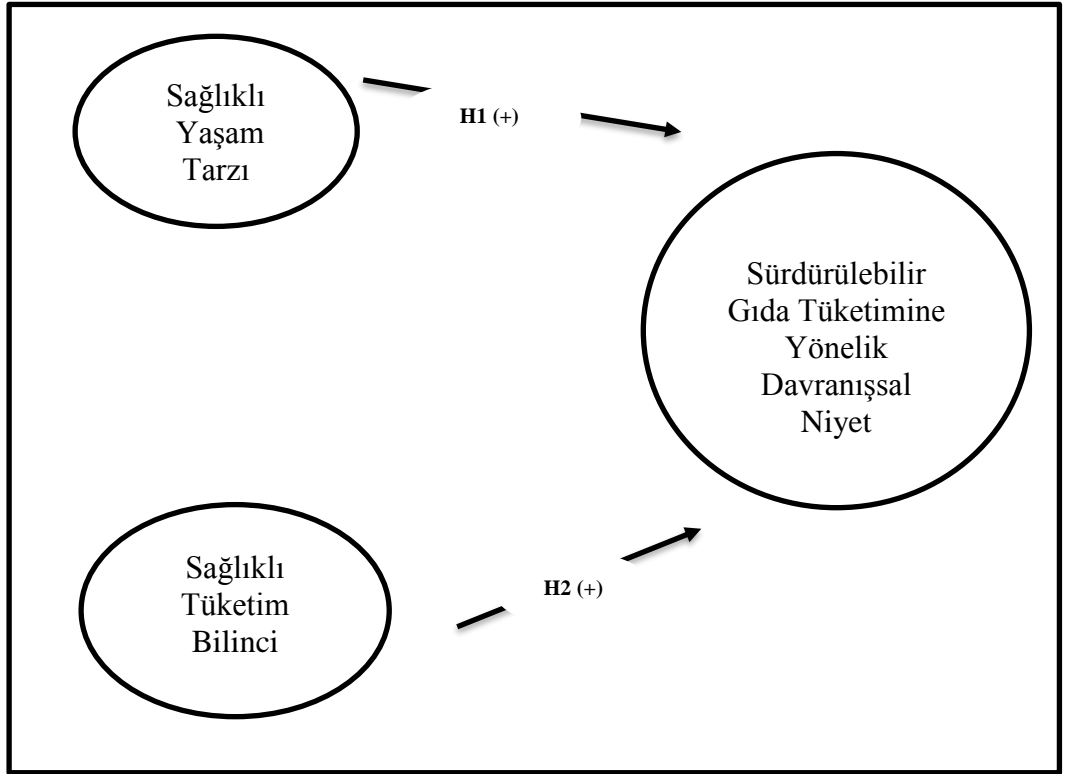 Sağlıklı
Yaşam
Tarzı
H1 (+)
Sürdürülebilir
Gıda Tüketimine
Yönelik
Davranışsal
Niyet
Sağlıklı
Tüketim
Bilinci
H2 (+)